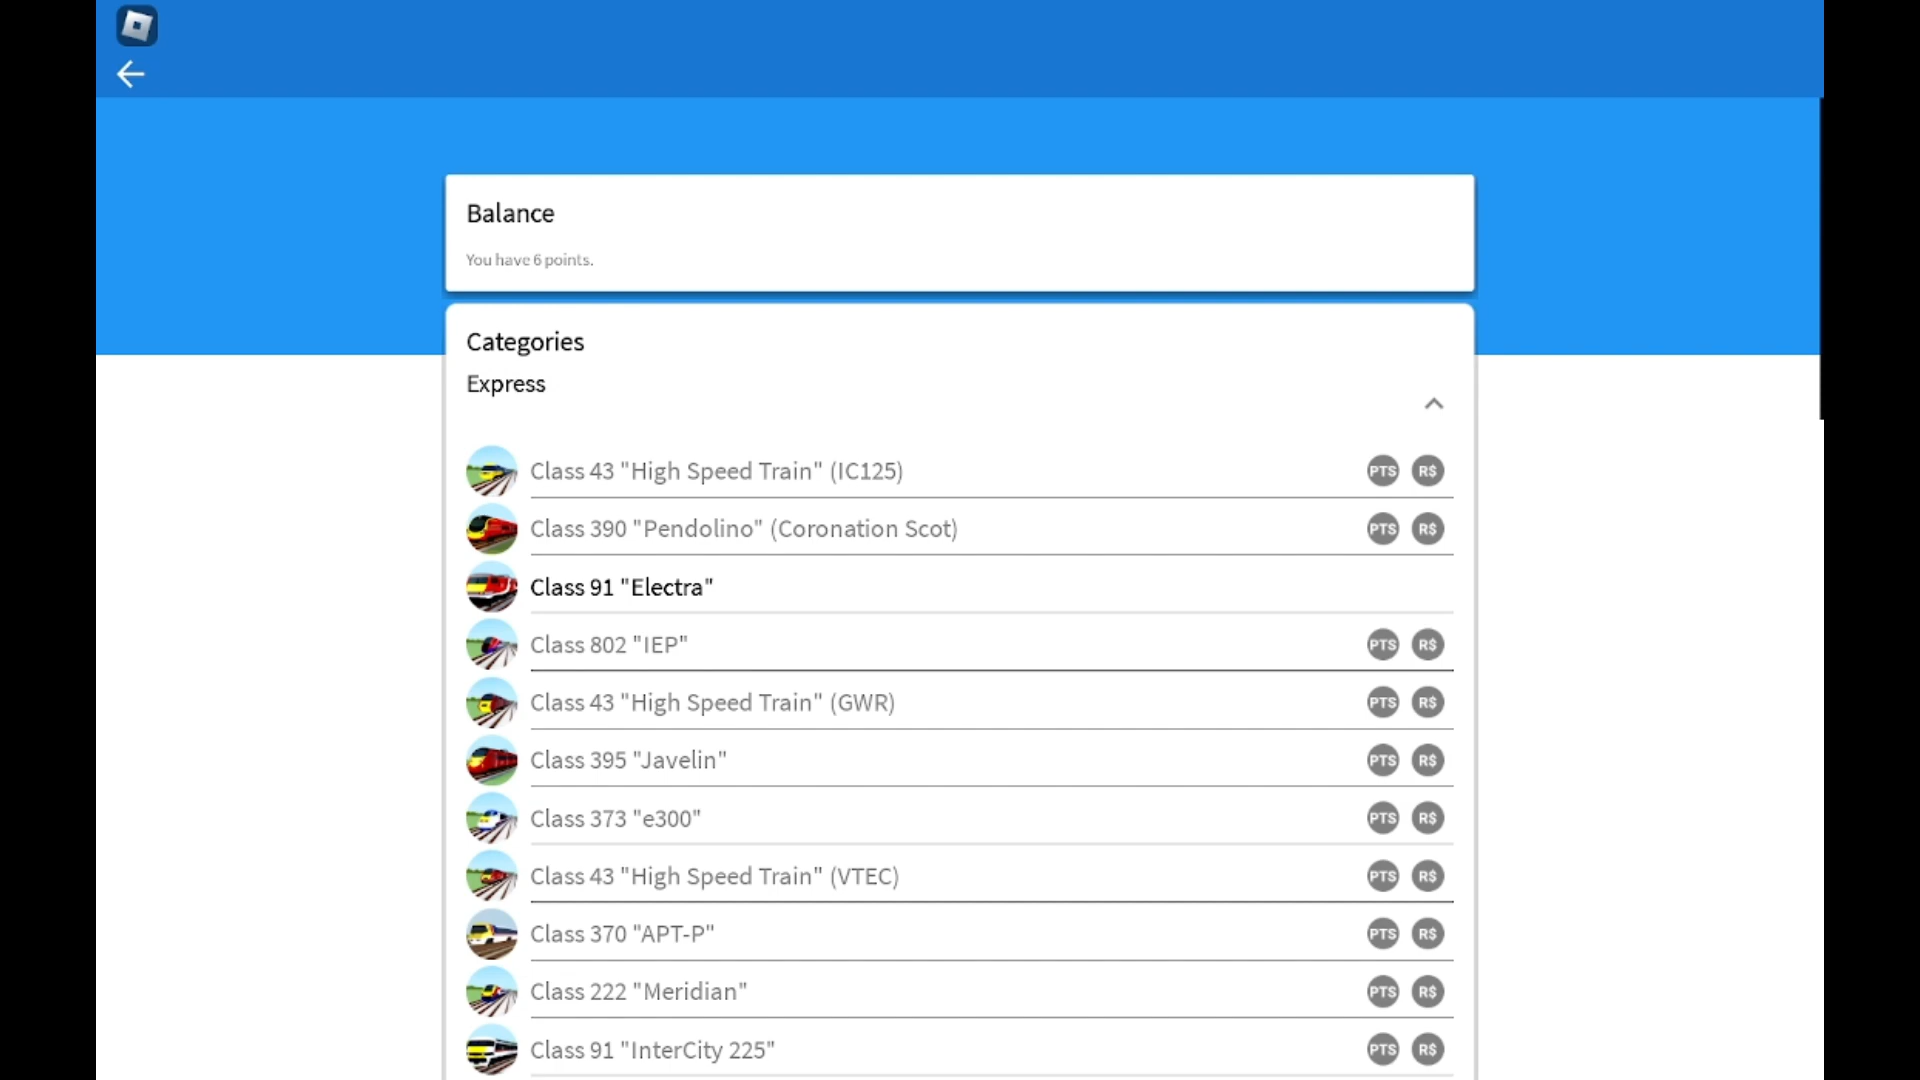 Balance
You have 6 points.
Categories
Express
Class 43 "High Speed Train" (IC125) PTS R$
Class 390 "Pendolino" (Coronation Scot) PTS R$
Class 91 "Electra"
Class 802 "IEP" PTS R$
Class 43 "High Speed Train" (GWR) PTS R$
Class 395 "Javelin" PTS R$
Class 373 "e300" PTS R$
Class 43 "High Speed Train" (VTEC) PTS R$
Class 370 "APT-P" PTS R$
Class 222 "Meridian" PTS R$
Class 91 "InterCity 225" PTS R$